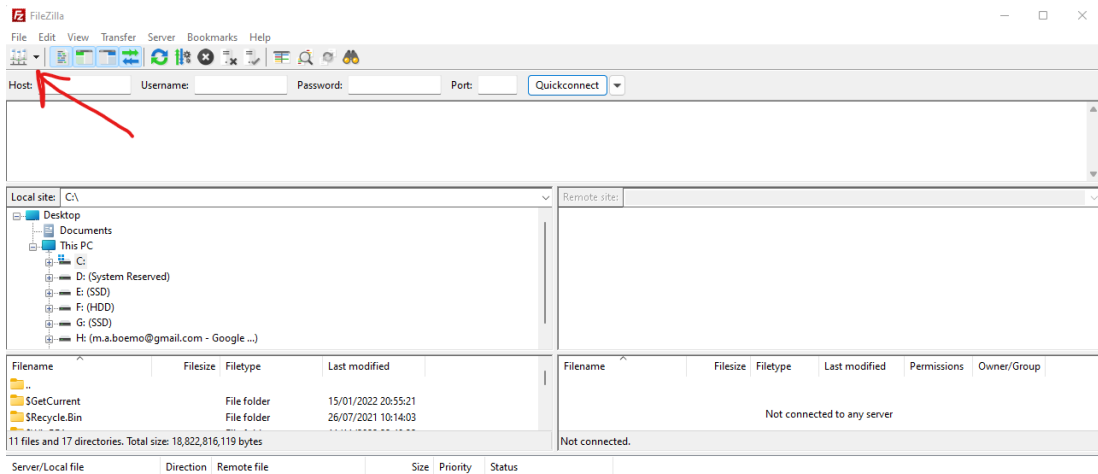 FileZilla
File Edit View Transfer Server Bookmarks Help
Host: Username: Password: Port: Quickconnect
Local site: C:\
Remote site:
Desktop
Documents
This PC
C:
D: (System Reserved)
E: (SSD)
F: (HDD)
G: (SSD)
H: (m.a.boemo@gmail.com - Google ...)
Filename Filesize Filetype Last modified
Filename Filesize Filetype Last modified Permissions Owner/Group
..
$GetCurrent File folder 15/01/2022 20:55:21
$Recycle.Bin File folder 26/07/2021 10:14:03
Not connected to any server
11 files and 17 directories. Total size: 18,822,816,119 bytes
Not connected.
Server/Local file Direction Remote file Size Priority Status